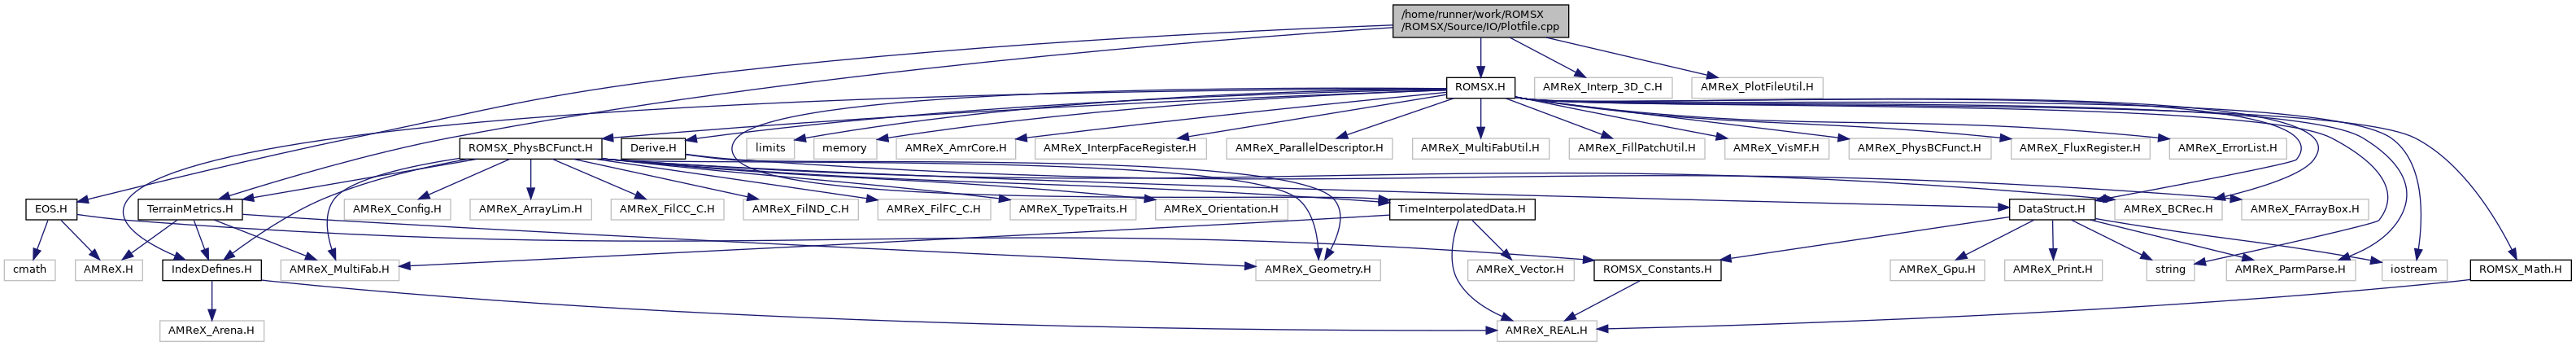 /home/runner/work/ROMSX
/ROMSX/Source/IO/Plotfile.cpp
ROMSX.H
AMReX_Interp_3D_C.H
AMReX_PlotFileUtil.H
ROMSX_PhysBCFunct.H
Derive.H
limits
memory
AMReX_AmrCore.H
AMReX_InterpFaceRegister.H
AMReX_ParallelDescriptor.H
AMReX_MultiFabUtil.H
AMReX_FillPatchUtil.H
AMReX_VisMF.H
AMReX_PhysBCFunct.H
AMReX_FluxRegister.H
AMReX_ErrorList.H
EOS.H
TerrainMetrics.H
AMReX_Config.H
AMReX_ArrayLim.H
AMReX_FilCC_C.H
AMReX_FilND_C.H
AMReX_FilFC_C.H
AMReX_TypeTraits.H
AMReX_Orientation.H
TimeInterpolatedData.H
DataStruct.H
AMReX_BCRec.H
AMReX_FArrayBox.H
cmath
AMReX.H
IndexDefines.H
AMReX_MultiFab.H
AMReX_Geometry.H
AMReX_Vector.H
ROMSX_Constants.H
AMReX_Gpu.H
AMReX_Print.H
string
AMReX_ParmParse.H
iostream
ROMSX_Math.H
AMReX_Arena.H
AMReX_REAL.H